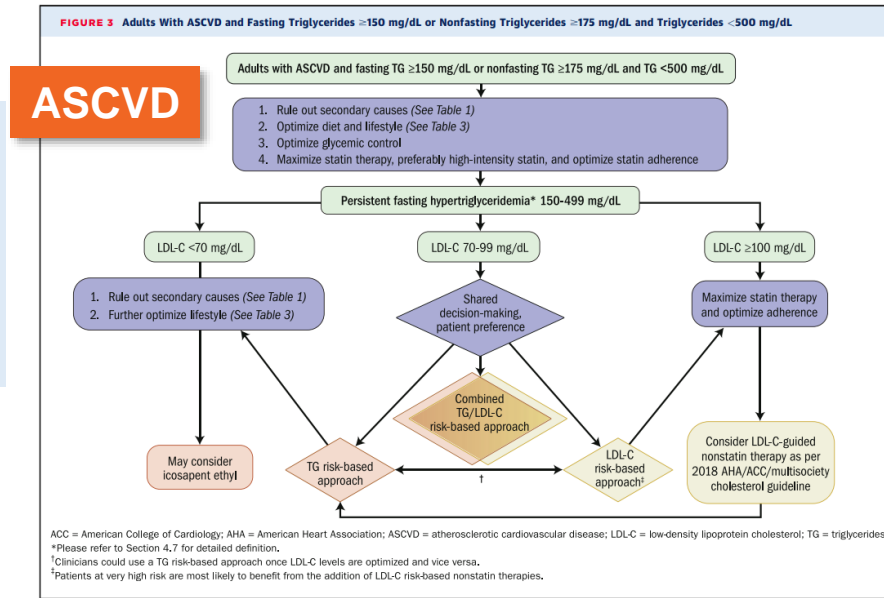 FIGURE 3 Adults With ASCVD and Fasting Triglycerides ≥150 mg/dL or Nonfasting Triglycerides ≥175 mg/dL and Triglycerides <500 mg/dL
ASCVD
Adults with ASCVD and fasting TG ≥150 mg/dL or nonfasting TG ≥175 mg/dL and TG <500 mg/dL
1. Rule out secondary causes (See Table 1)
2. Optimize diet and lifestyle (See Table 3)
3. Optimize glycemic control
4. Maximize statin therapy, preferably high-intensity statin, and optimize statin adherence
Persistent fasting hypertriglyceridemia* 150-499 mg/dL
LDL-C <70 mg/dL
LDL-C 70-99 mg/dL
LDL-C ≥100 mg/dL
1. Rule out secondary causes (See Table 1)
2. Further optimize lifestyle (See Table 3)
Shared
decision-making,
patient preference
Maximize statin therapy
and optimize adherence
Combined
TG/LDL-C
risk-based approach
May consider
icosapent ethyl
TG risk-based
approach
†
LDL-C
risk-based
approach‡
Consider LDL-C-guided
nonstatin therapy as per
2018 AHA/ACC/multisociety
cholesterol guideline
ACC = American College of Cardiology; AHA = American Heart Association; ASCVD = atherosclerotic cardiovascular disease; LDL-C = low-density lipoprotein cholesterol; TG = triglycerides
*Please refer to Section 4.7 for detailed definition.
†Clinicians could use a TG risk-based approach once LDL-C levels are optimized and vice versa.
‡Patients at very high risk are most likely to benefit from the addition of LDL-C risk-based nonstatin therapies.